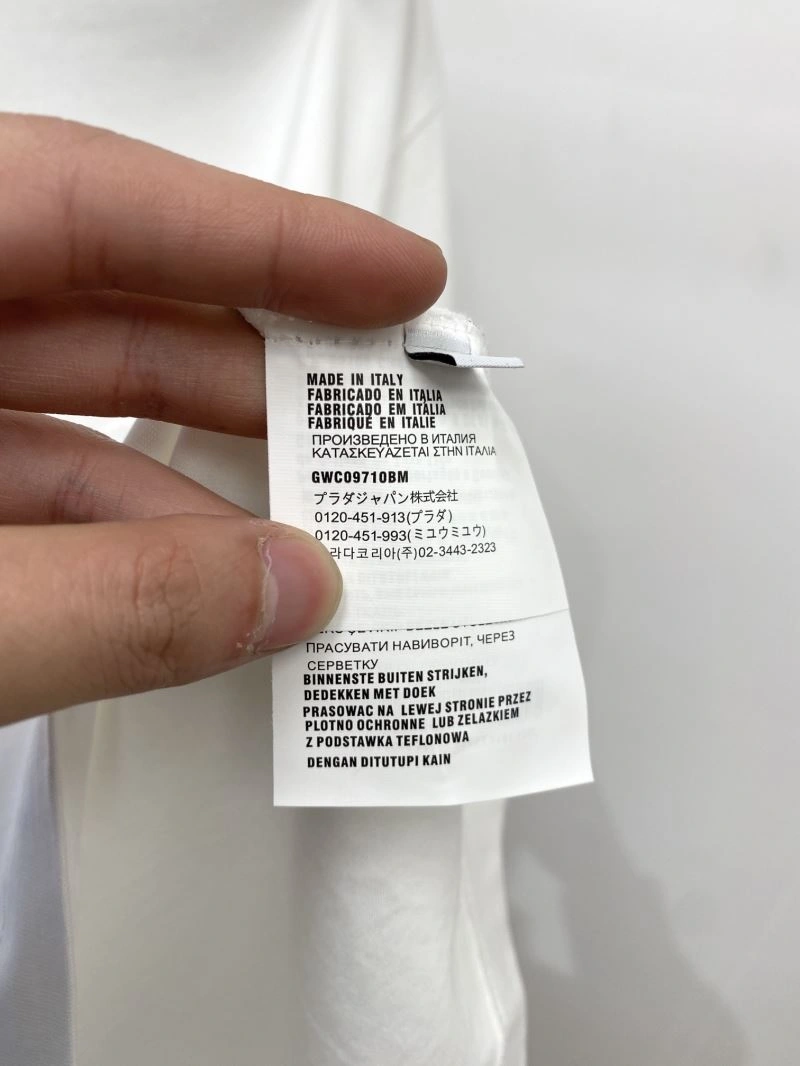 MADE IN ITALY
FABRICADO EN ITALIA
FABRICADO EM ITÁLIA
FABRIQUÉ EN ITALIE
ПРОИЗВЕДЕНО В ИТАЛИЯ
ΚΑΤΑΣΚΕΥΑΖΕΤΑΙ ΣΤΗΝ ΙΤΑΛΙΑ
GWC09710BM
プラダジャパン株式会社
0120-451-913(プラダ)
0120-451-993(ミユウミユウ)
라다코리아(주)02-3443-2323
ПРАСУВАТИ НАВИВОРІТ, ЧЕРЕЗ
СЕРВЕТКУ
BINNENSTE BUITEN STRIJKEN,
DEDEKKEN MET DOEK
PRASOWAC NA LEWEJ STRONIE PRZEZ
PLOTNO OCHRONNE LUB ZELAZKIEM
Z PODSTAWKA TEFLONOWA
DENGAN DITUTUPI KAIN